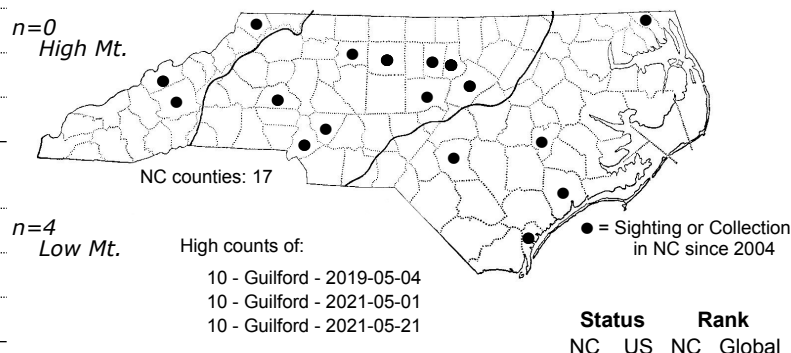 n=0
High Mt.
NC counties: 17
n=4
Low Mt.
High counts of:
10 - Guilford - 2019-05-04
10 - Guilford - 2021-05-01
10 - Guilford - 2021-05-21
● = Sighting or Collection
in NC since 2004
Status Rank
NC US NC Global